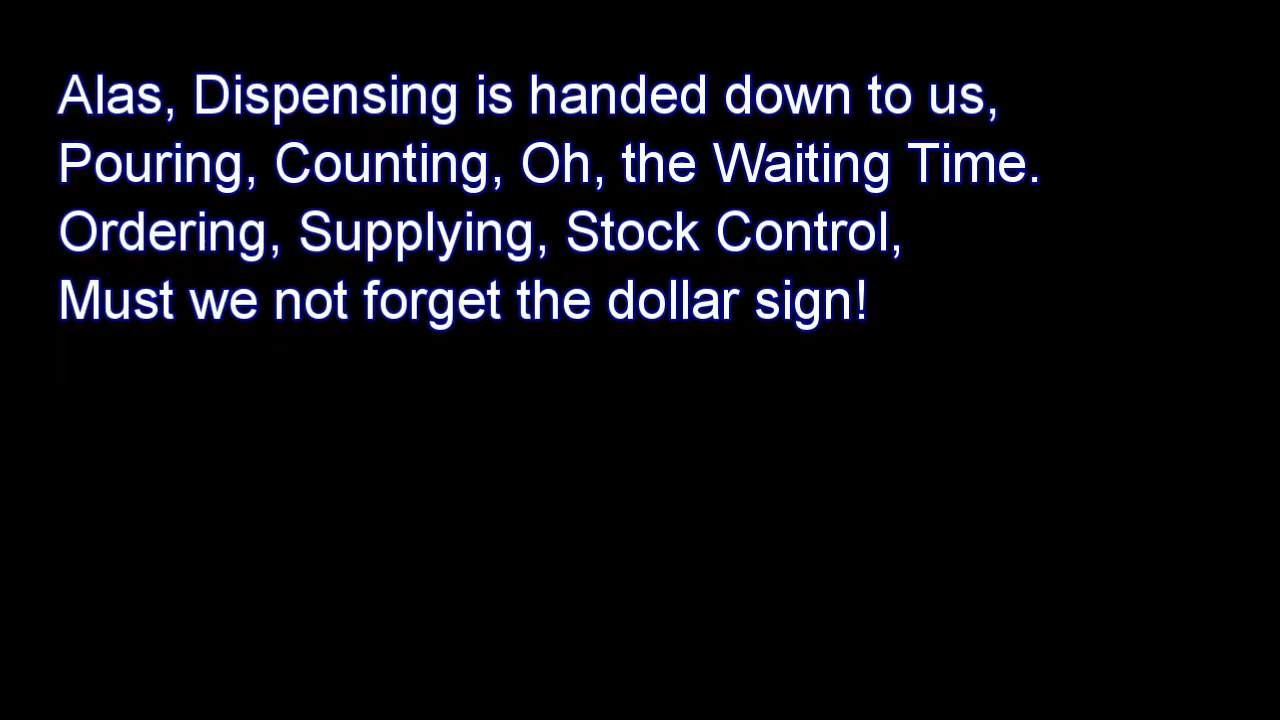 Alas, Dispensing is handed down to us,
Pouring, Counting, Oh, the Waiting Time.
Ordering, Supplying, Stock Control,
Must we not forget the dollar sign!